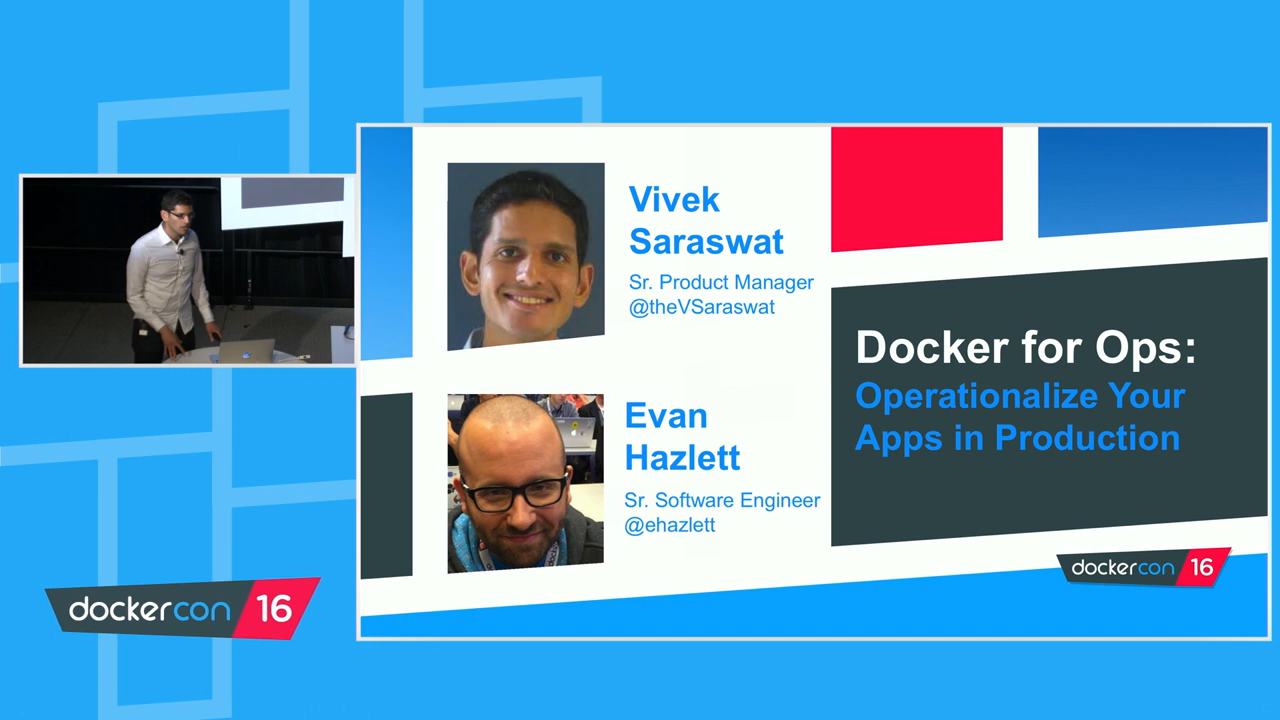 Vivek
Saraswat
Sr. Product Manager
@theVSaraswat
Evan
Hazlett
Sr. Software Engineer
@ehazlett
Docker for Ops:
Operationalize Your
Apps in Production
dockercon 16
dockercon 16